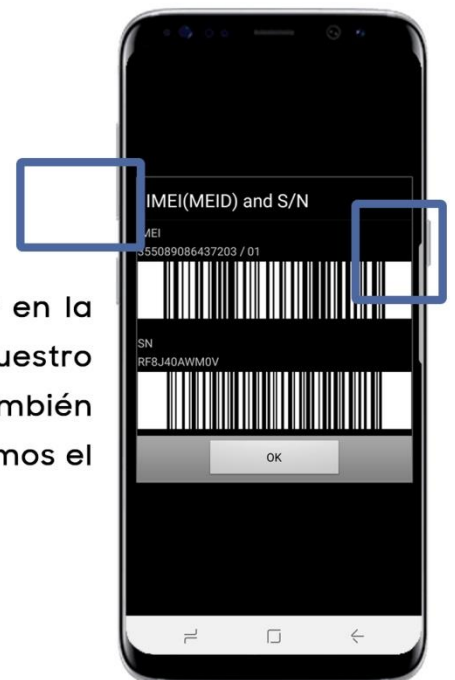 IMEI(MEID) and S/N
IMEI
355089086437203 / 01
SN
RF8J40AWM0V
OK
en la
uestro
mbién
mos el